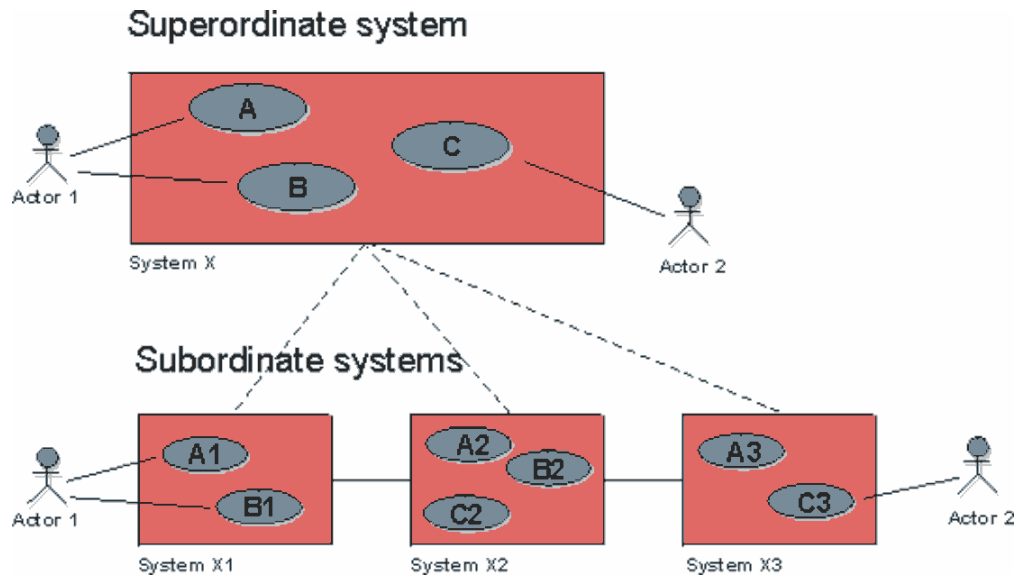 Superordinate system
A
C
B
Actor 1
System X
Actor 2
Subordinate systems
A1
A2
A3
B2
B1
C2
C3
Actor 1
Actor 2
System X1
System X2
System X3